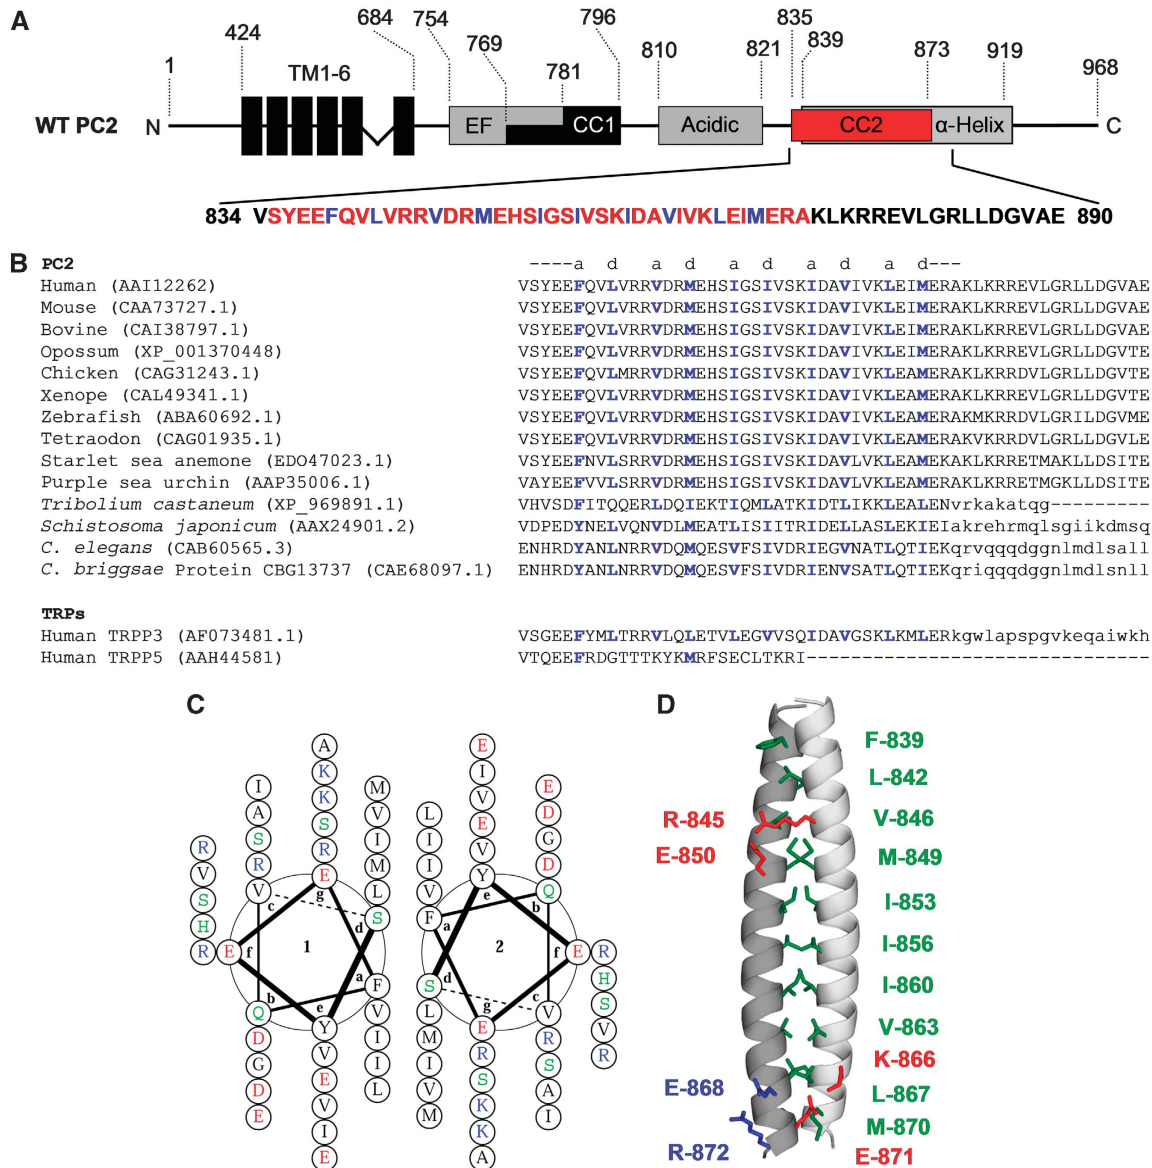 A
1
424
TM1-6
684
754
769
781
796
810
821
835
839
873
919
968
WT PC2
N
EF
CC1
Acidic
CC2
α-Helix
C
834 VSYEEFQVLVRRVDRMEHSIGSIVSKIDAVIVKLEIMERAKLKRREVLGRLLDGVAE 890
B
PC2 ----a d a d a d a d a d---
Human (AAI12262) VSYEEFQVLVRRVDRMEHSIGSIVSKIDAVIVKLEIMERAKLKRREVLGRLLDGVAE
Mouse (CAA73727.1) VSYEEFQVLVRRVDRMEHSIGSIVSKIDAVIVKLEIMERAKLKRREVLGRLLDGVAE
Bovine (CAI38797.1) VSYEEFQVLVRRVDRMEHSIGSIVSKIDAVIVKLEIMERAKLKRREVLGRLLDGVAE
Opossum (XP_001370448) VSYEEFQVLVRRVDRMEHSIGSIVSKIDAVIVKLEIMERAKLKRREVLGRLLDGVTE
Chicken (CAG31243.1) VSYEEFQVLMRRVDRMEHSIGSIVSKIDAVIVKLEAMERAKLKRREVLGRLLDGVTE
Xenope (CAL49341.1) VSYEEFQVLVRRVDRMEHSIGSIVSKIDAVIVKLEAMERAKLKRREVLGRLLDGVTE
Zebrafish (ABA60692.1) VSYEEFQVLVRRVDRMEHSIGSIVSKIDAVIVKLEAMERAKMKRRDVLGRILDGVME
Tetraodon (CAG01935.1) VSYEEFQVLVRRVDRMEHSIGSIVSKIDAVIVKLEAMERAKVKRRDVLGRLLDGVLE
Starlet sea anemone (EDO47023.1) VSYEEFNVLSRRVDRMEHSIGSIVSKIDAVLVKLEAMEKAKLKRRETMAKLLDSITE
Purple sea urchin (AAP35006.1) VAYEEFVVLSRRVDRMEHSIGSIVSKIDAVLVKLEAMERAKLKRRETMGKLLDSITE
Tribolium castaneum (XP_969891.1) VHVSDFITQQERLDQIEKTIQMLATKIDTLIKKLEALENvrkakatqg---------
Schistosoma japonicum (AAX24901.2) VDPEDYNELVQNVDLMEATLISIITRIDELLASLEKIEIakrehrmqlsgiikdmsq
C. elegans (CAB60565.3) ENHRDYANLNRRVDQMQESVFSIVDRIEGVNATLQTIEKqrvqqqdggnlmdlsall
C. briggsae Protein CBG13737 (CAE68097.1) ENHRDYANLNRRVDQMQESVFSIVDRIENVSATLQTIEKqriqqqdggnlmdlsnll
TRPs
Human TRPP3 (AF073481.1) VSGEEFYMLTRRVLQLETVLEGVVSQIDAVGSKLKMLERkgwlapspgvkeqaiwkh
Human TRPP5 (AAH44581) VTQEEFRDGTTTKYKMRFSECLTKRI-------------------------------
C
A
K
K
S
R
E
g
I
A
S
R
V
c
M
V
I
M
L
S
d
R
V
S
H
R
E
f
1
F
a
V
I
I
L
Q
b
D
G
D
E
Y
e
V
E
V
I
E
E
I
V
E
V
Y
e
L
I
I
V
F
a
E
D
G
D
Q
b
2
E
f
R
H
S
V
R
S
d
L
M
I
V
M
E
g
R
S
K
K
A
V
c
R
S
A
I
D
F-839
L-842
R-845
V-846
E-850
M-849
I-853
I-856
I-860
V-863
K-866
E-868
L-867
M-870
R-872
E-871